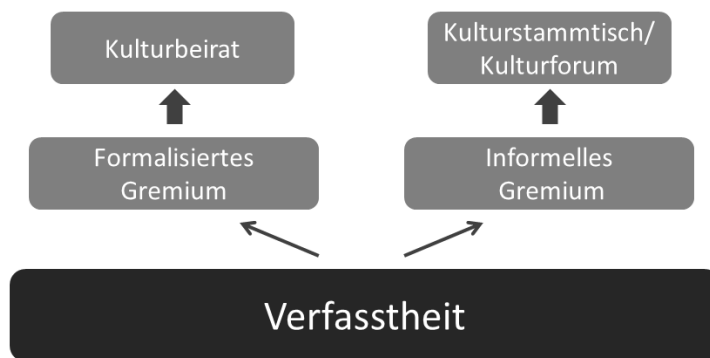 Kulturbeirat
Kulturstammtisch/
Kulturforum
Formalisiertes
Gremium
Informelles
Gremium
Verfasstheit